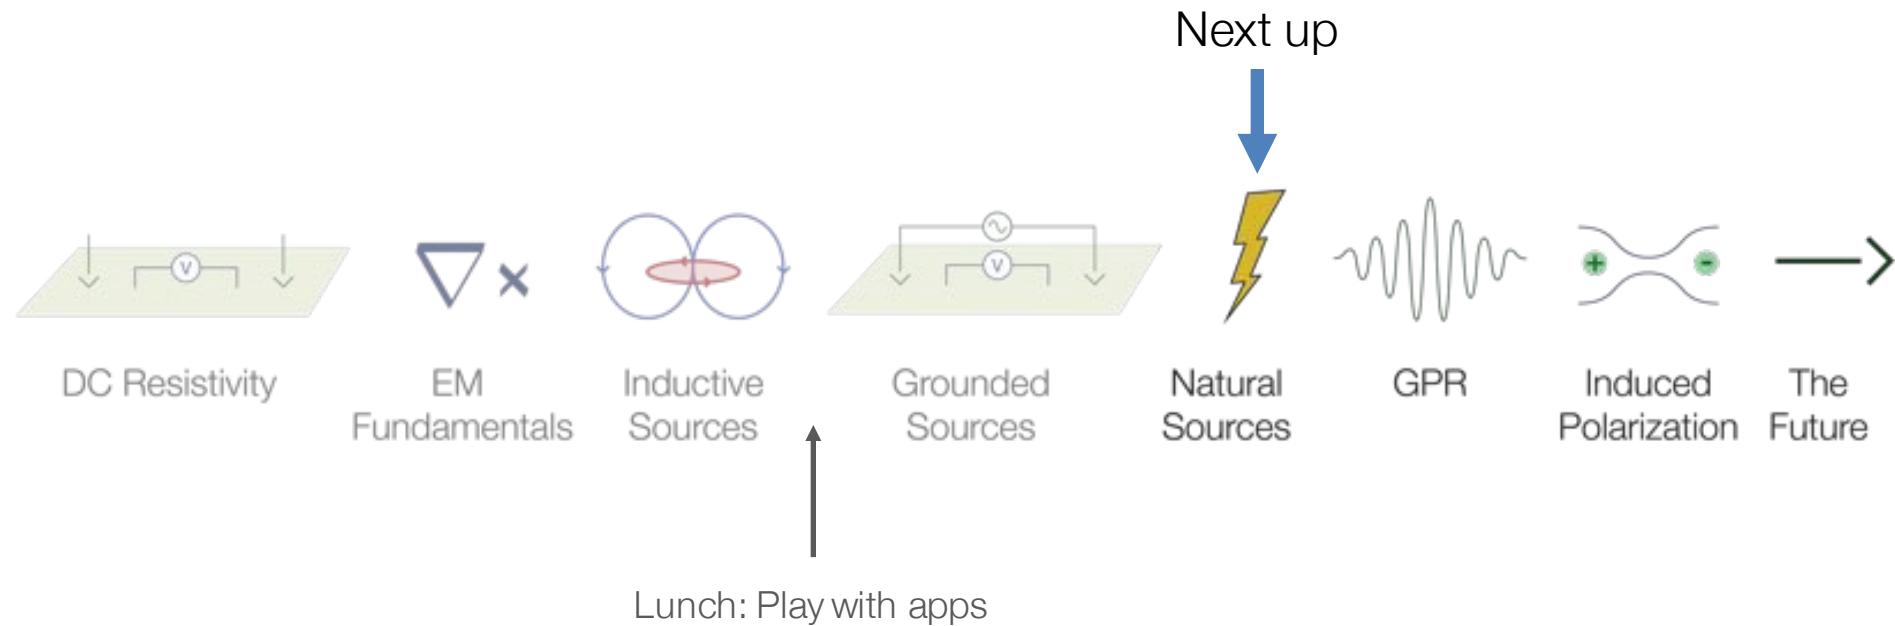 Next up
V
V
+
-
DC Resistivity
EM
Fundamentals
Inductive
Sources
Grounded
Sources
Natural
Sources
GPR
Induced
Polarization
The
Future
Lunch: Play with apps